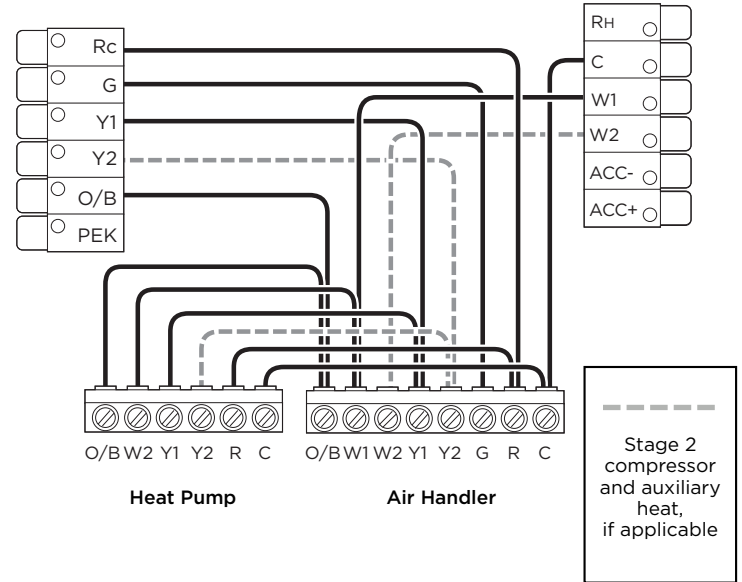 Rc
G
Y1
Y2
O/B
PEK
RH
C
W1
W2
ACC-
ACC+
O/B W2 Y1 Y2 R C
Heat Pump
O/B W1 W2 Y1 Y2 G R C
Air Handler
Stage 2
compressor
and auxiliary
heat,
if applicable